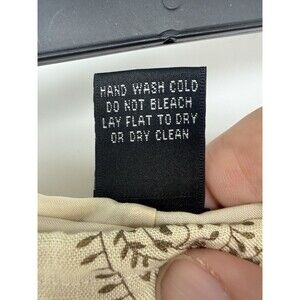 HAND WASH COLD
DO NOT BLEACH
LAY FLAT TO DRY
OR DRY CLEAN